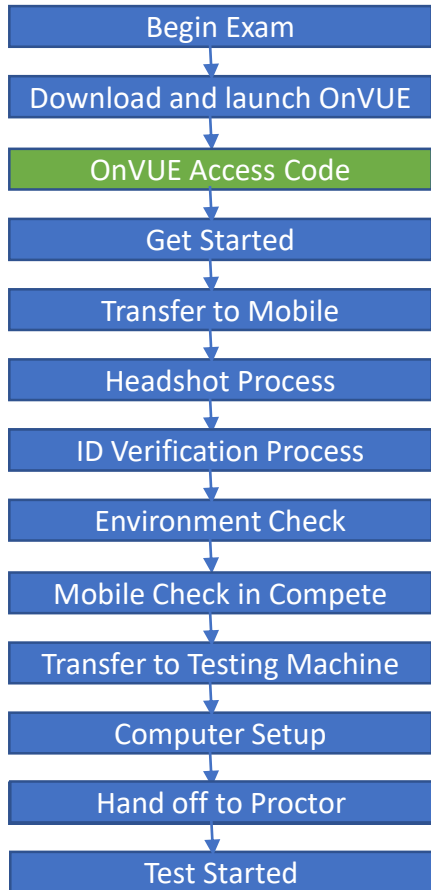 Begin Exam
Download and launch OnVUE
OnVUE Access Code
Get Started
Transfer to Mobile
Headshot Process
ID Verification Process
Environment Check
Mobile Check in Compete
Transfer to Testing Machine
Computer Setup
Hand off to Proctor
Test Started